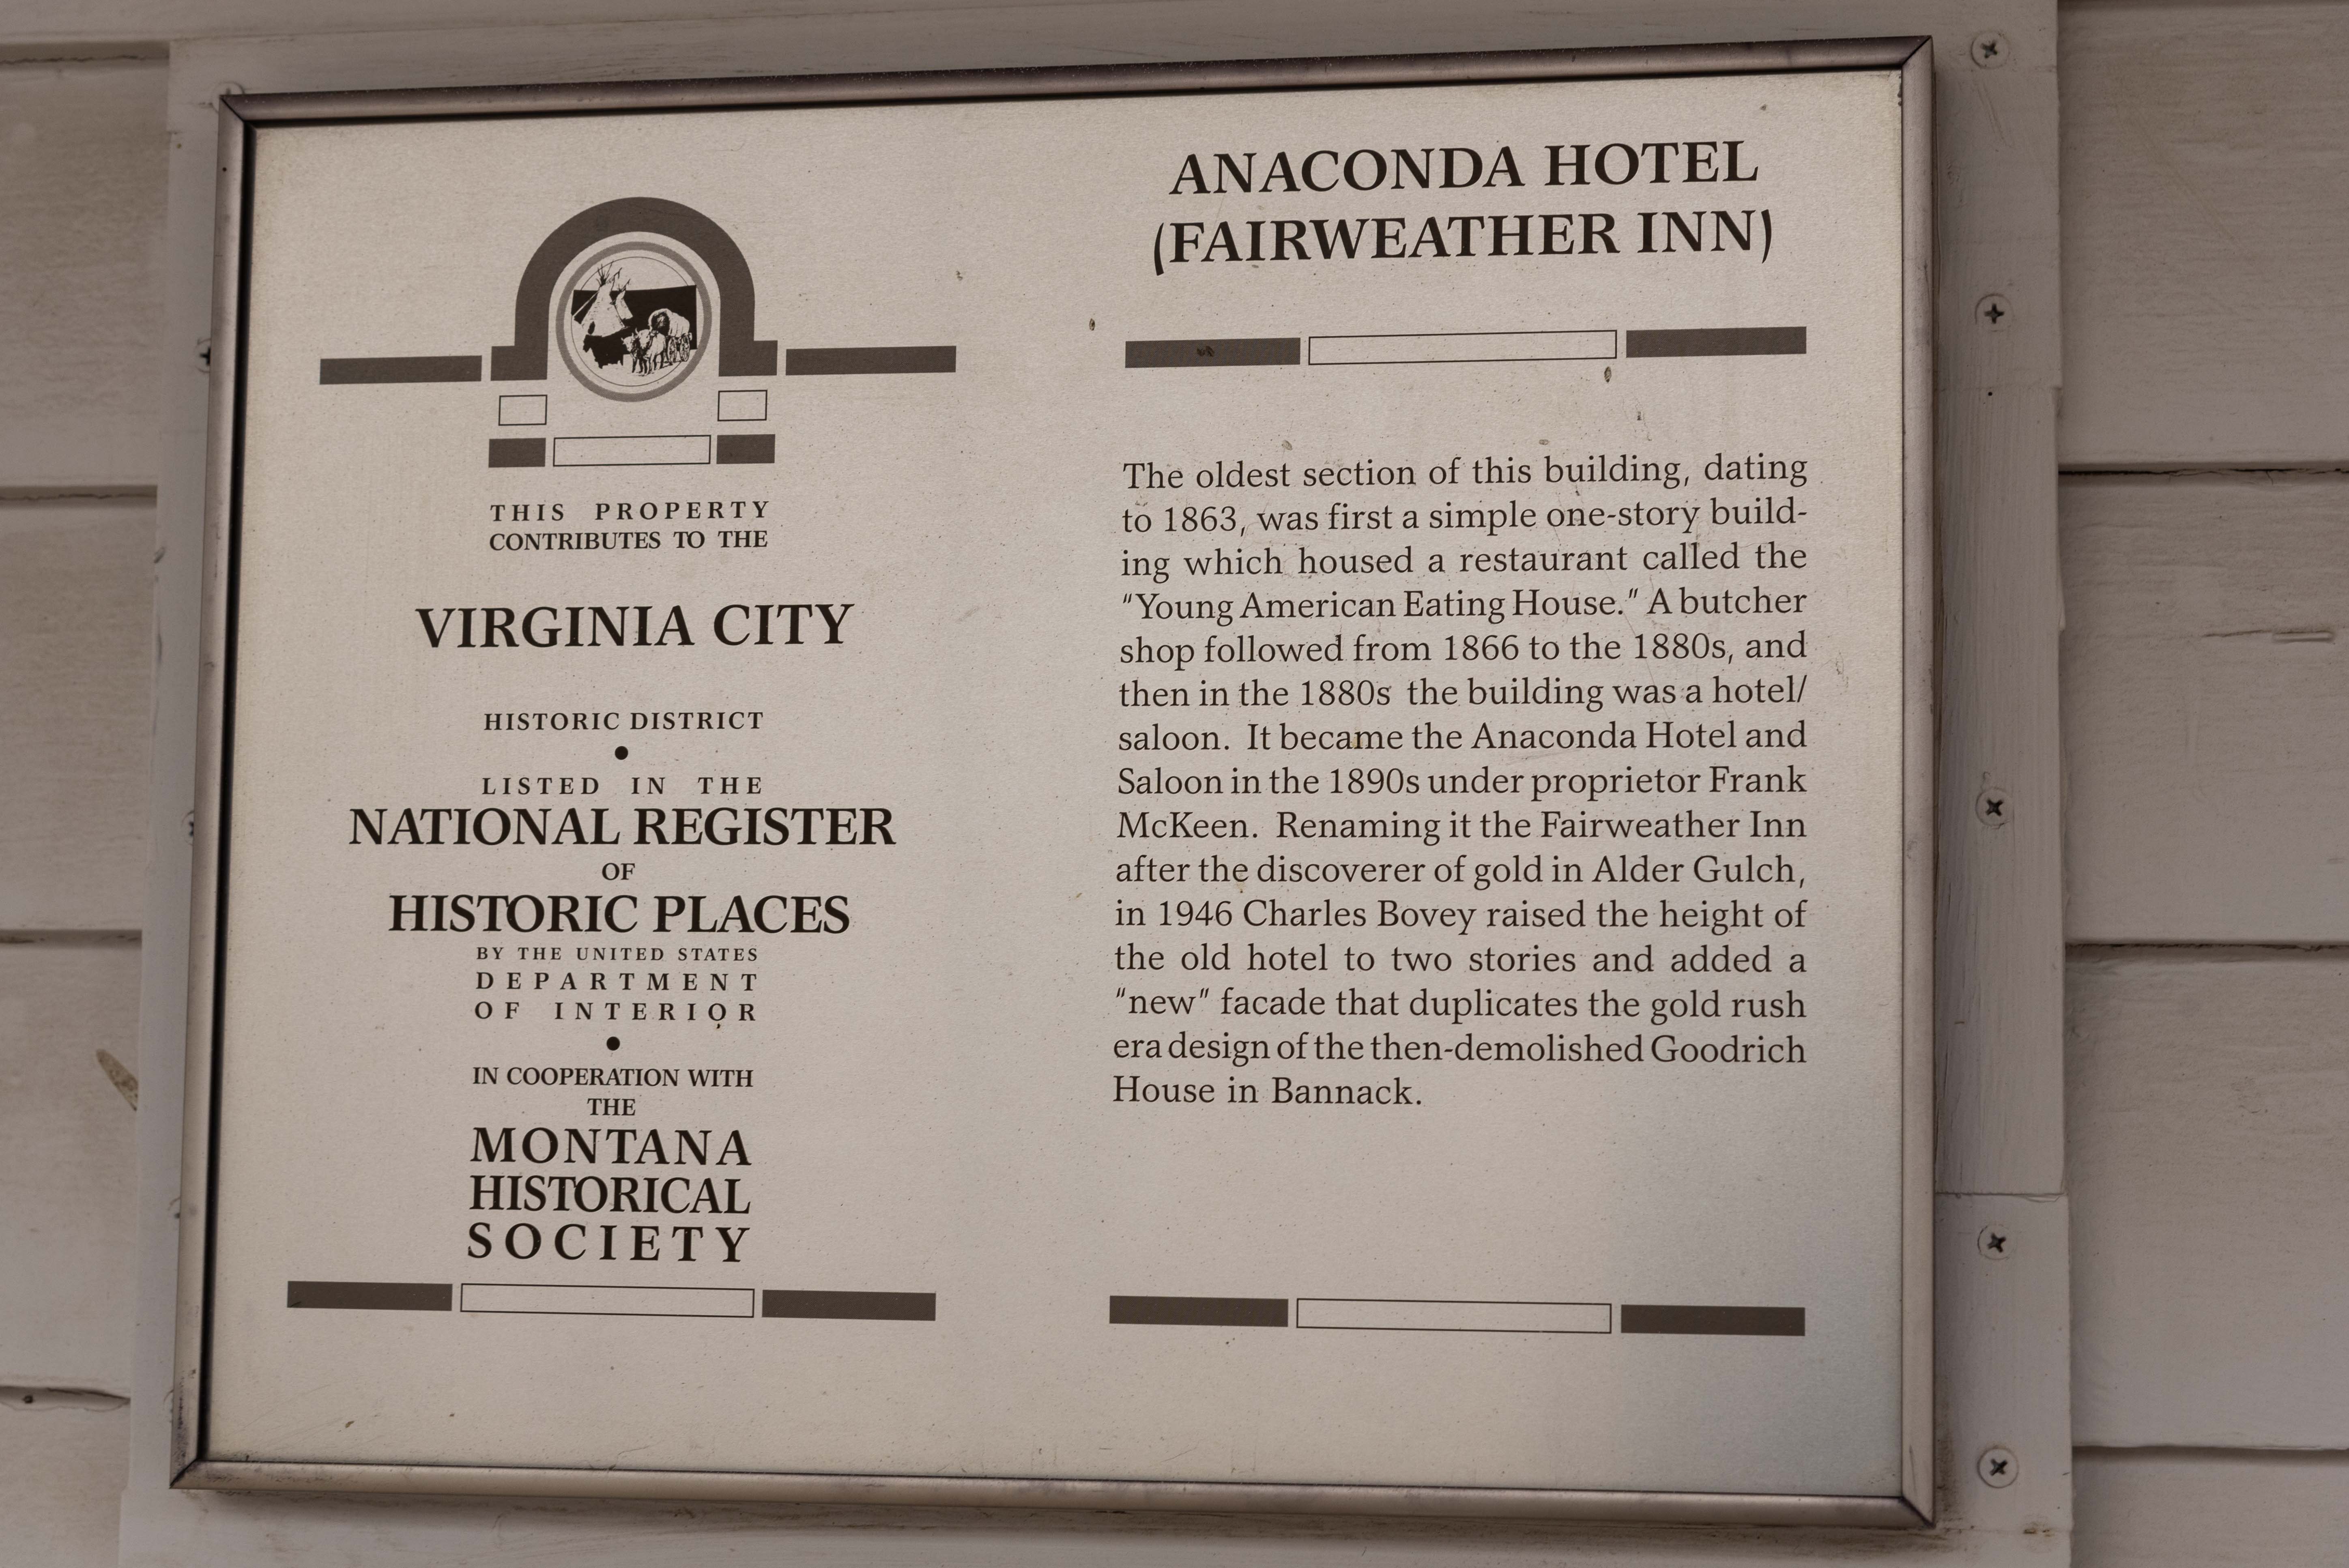 THIS PROPERTY
CONTRIBUTES TO THE
VIRGINIA CITY
HISTORIC DISTRICT
LISTED IN THE
NATIONAL REGISTER
OF
HISTORIC PLACES
BY THE UNITED STATES
DEPARTMENT
OF INTERIOR
IN COOPERATION WITH
THE
MONTANA
HISTORICAL
SOCIETY
ANACONDA HOTEL
(FAIRWEATHER INN)
The oldest section of this building, dating
to 1863, was first a simple one-story build-
ing which housed a restaurant called the
"Young American Eating House." A butcher
shop followed from 1866 to the 1880s, and
then in the 1880s the building was a hotel/
saloon. It became the Anaconda Hotel and
Saloon in the 1890s under proprietor Frank
McKeen. Renaming it the Fairweather Inn
after the discoverer of gold in Alder Gulch,
in 1946 Charles Bovey raised the height of
the old hotel to two stories and added a
"new" facade that duplicates the gold rush
era design of the then-demolished Goodrich
House in Bannack.